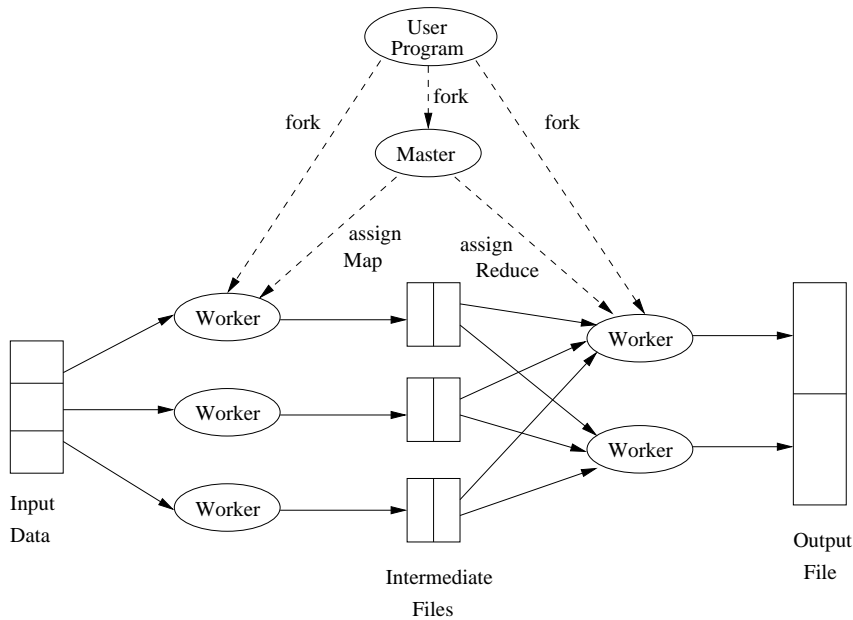 User
Program
fork
fork
fork
Master
assign
Map
assign
Reduce
Worker
Worker
Worker
Worker
Worker
Input
Data
Intermediate
Files
Output
File